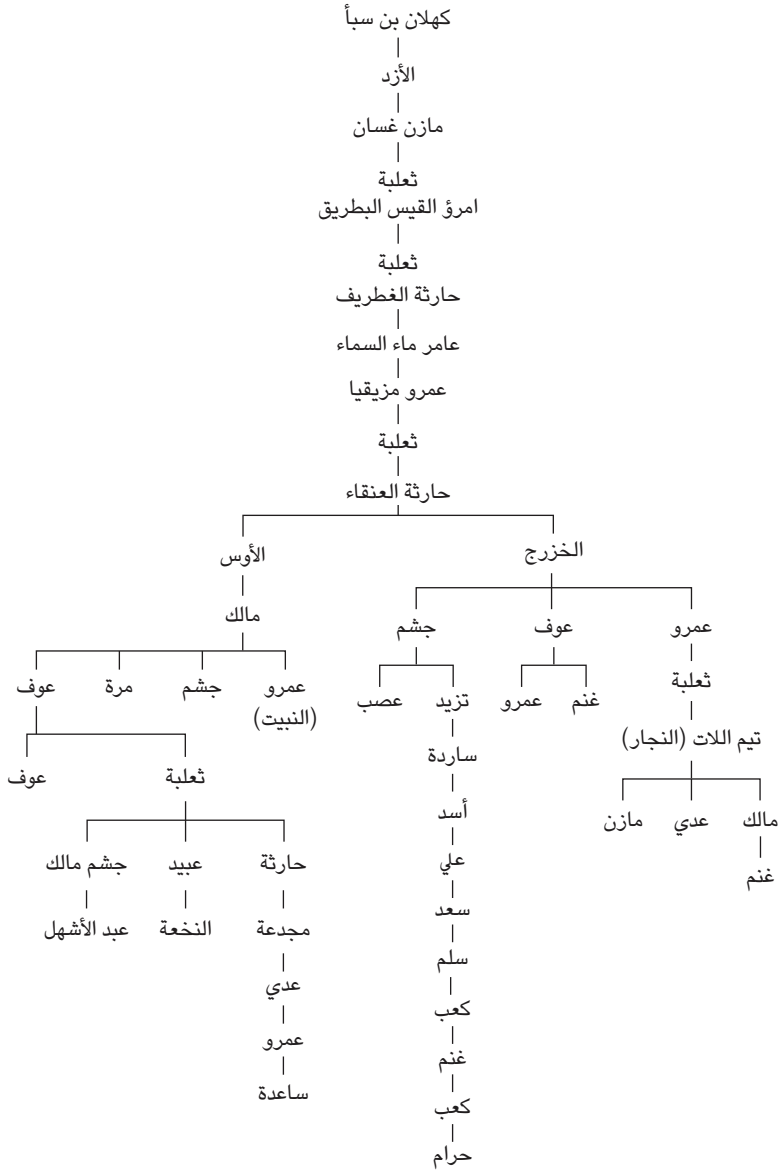 كهلان بن سبأ
الأزد
مازن غسان
ثعلبة
امرؤ القيس البطريق
ثعلبة
حارثة الغطريف
عامر ماء السماء
عمرو مزيقيا
ثعلبة
حارثة العنقاء
الخزرج
الأوس
مالك
عمرو
عوف
جشم
عمرو
(النبيت)
جشم
مرة
عوف
ثعلبة
غنم
عمرو
تزيد
عصب
تيم اللات (النجار)
ساردة
ثعلبة
عوف
مالك
عدي
مازن
أسد
غنم
علي
حارثة
عبيد
جشم مالك
سعد
مجدعة
النخعة
عبد الأشهل
سلم
عدي
كعب
عمرو
غنم
ساعدة
كعب
حرام